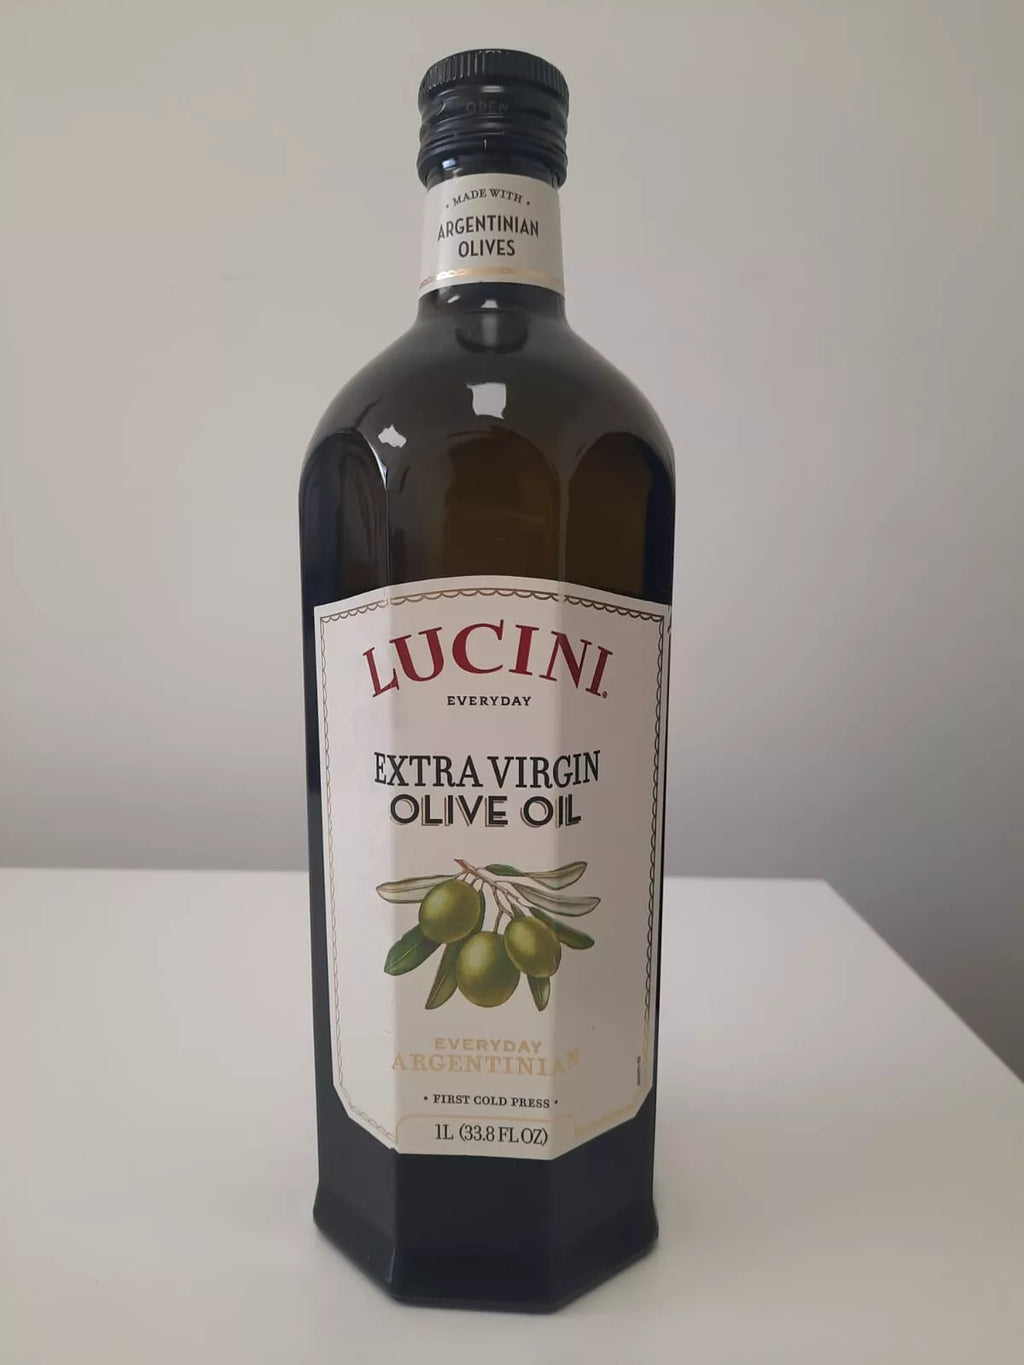 OPEN
• MADE WITH •
ARGENTINIAN
OLIVES
LUCINI®
EVERYDAY
EXTRA VIRGIN
OLIVE OIL
EVERYDAY
ARGENTINIAN
• FIRST COLD PRESS •
1L (33.8 FL OZ)